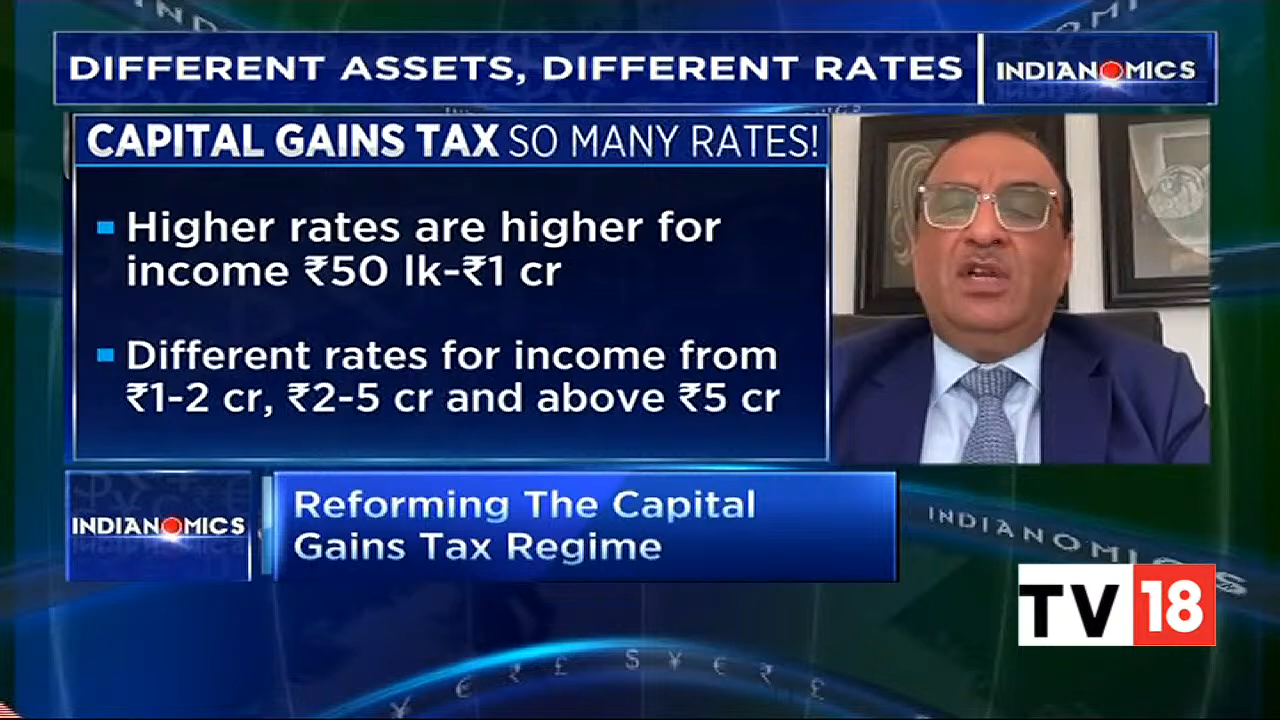 INDIANOMICS
DIFFERENT ASSETS, DIFFERENT RATES
INDIANOMICS
CAPITAL GAINS TAX SO MANY RATES!
Higher rates are higher for
income ₹50 lk-₹1 cr
Different rates for income from
₹1-2 cr, ₹2-5 cr and above ₹5 cr
INDIANOMICS
Reforming The Capital
Gains Tax Regime
TV18
¥ € ₹ £ $ ¥ € ₹ £